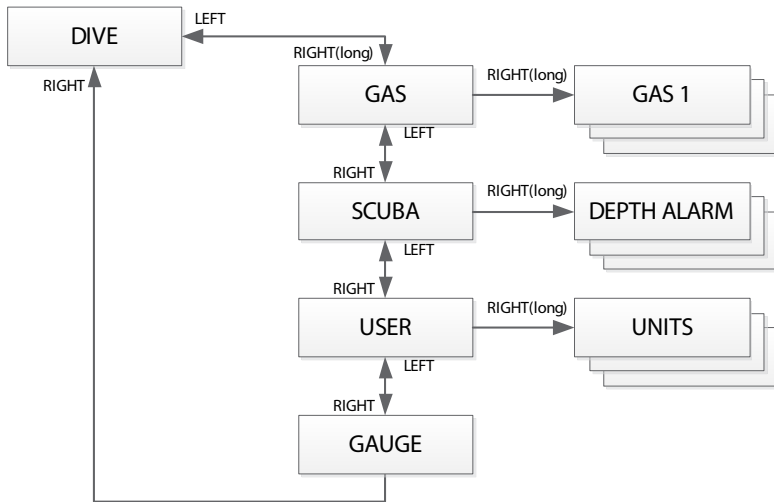 DIVE
LEFT
RIGHT(long)
RIGHT
GAS
RIGHT(long)
GAS 1
LEFT
RIGHT
SCUBA
RIGHT(long)
DEPTH ALARM
LEFT
RIGHT
USER
RIGHT(long)
UNITS
LEFT
RIGHT
GAUGE